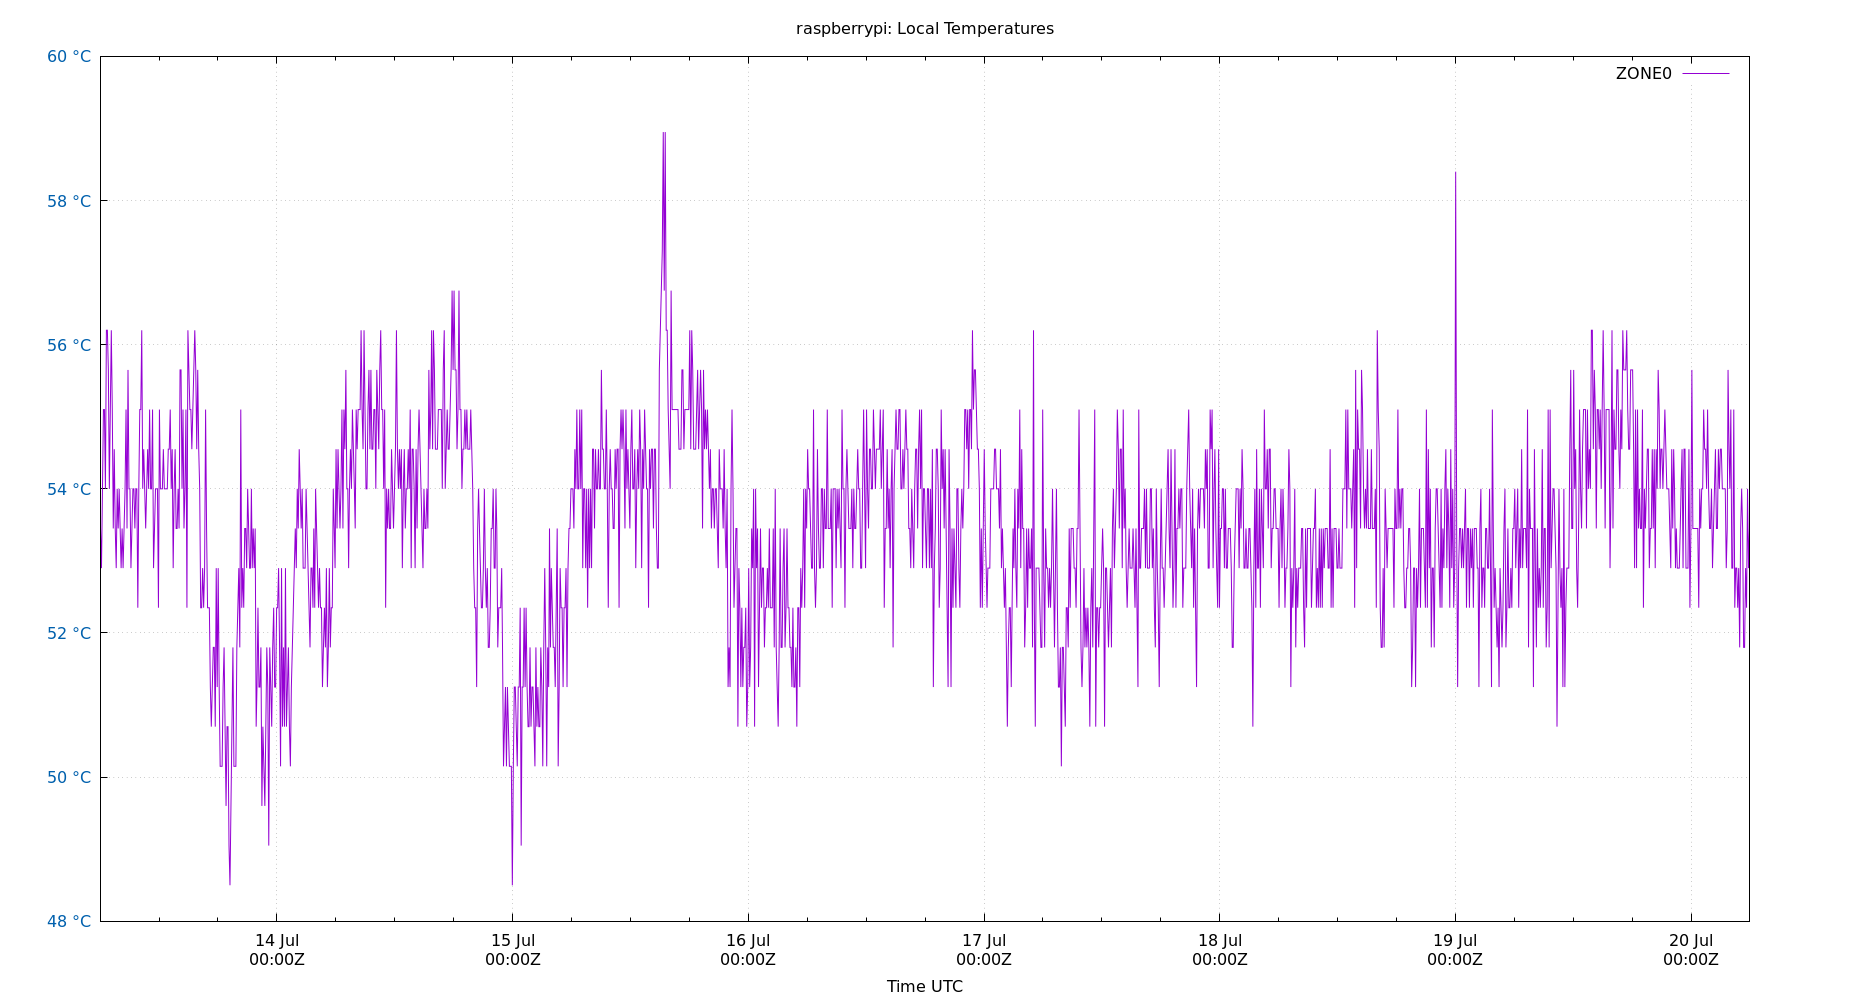 raspberrypi: Local Temperatures
60 °C
ZONE0
58 °C
56 °C
54 °C
52 °C
50 °C
48 °C
14 Jul 15 Jul 16 Jul 17 Jul 18 Jul 19 Jul 20 Jul
00:00Z 00:00Z 00:00Z 00:00Z 00:00Z 00:00Z 00:00Z
Time UTC